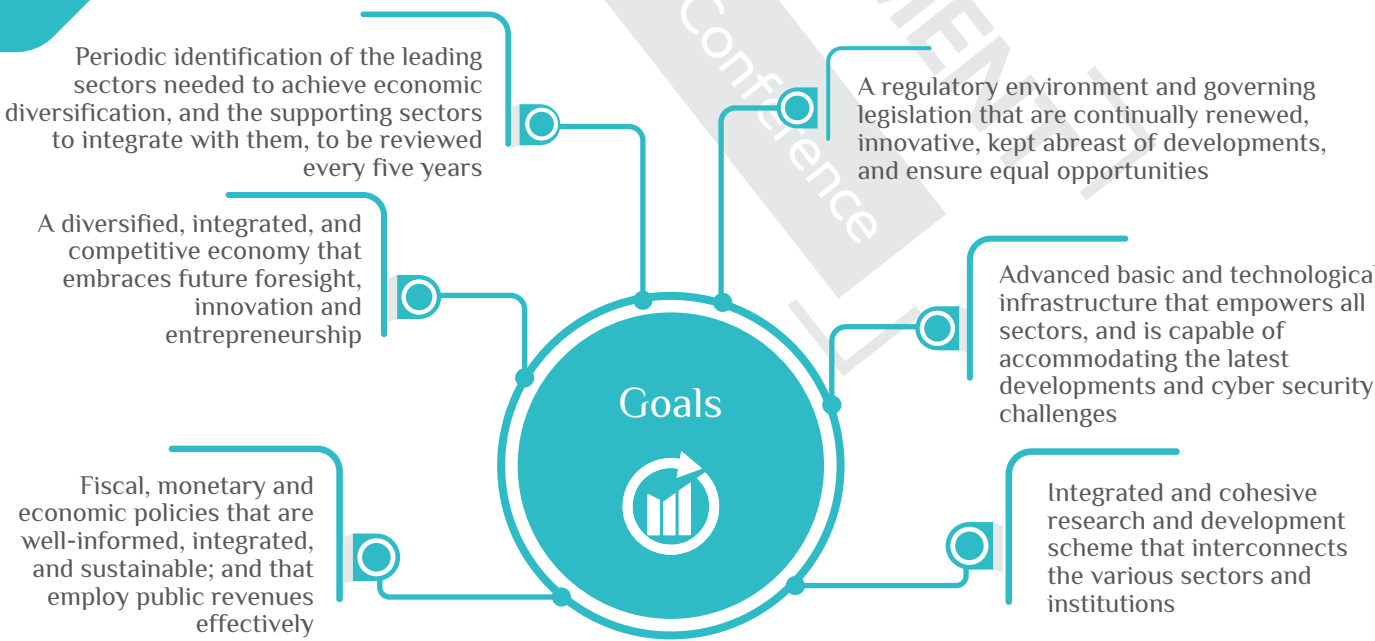 Periodic identification of the leading
sectors needed to achieve economic
diversification, and the supporting sectors
to integrate with them, to be reviewed
every five years
A regulatory environment and governing
legislation that are continually renewed,
innovative, kept abreast of developments,
and ensure equal opportunities
A diversified, integrated, and
competitive economy that
embraces future foresight,
innovation and
entrepreneurship
Advanced basic and technological
infrastructure that empowers all
sectors, and is capable of
accommodating the latest
developments and cyber security
challenges
Goals
Fiscal, monetary and
economic policies that are
well-informed, integrated,
and sustainable; and that
employ public revenues
effectively
Integrated and cohesive
research and development
scheme that interconnects
the various sectors and
institutions
Conference